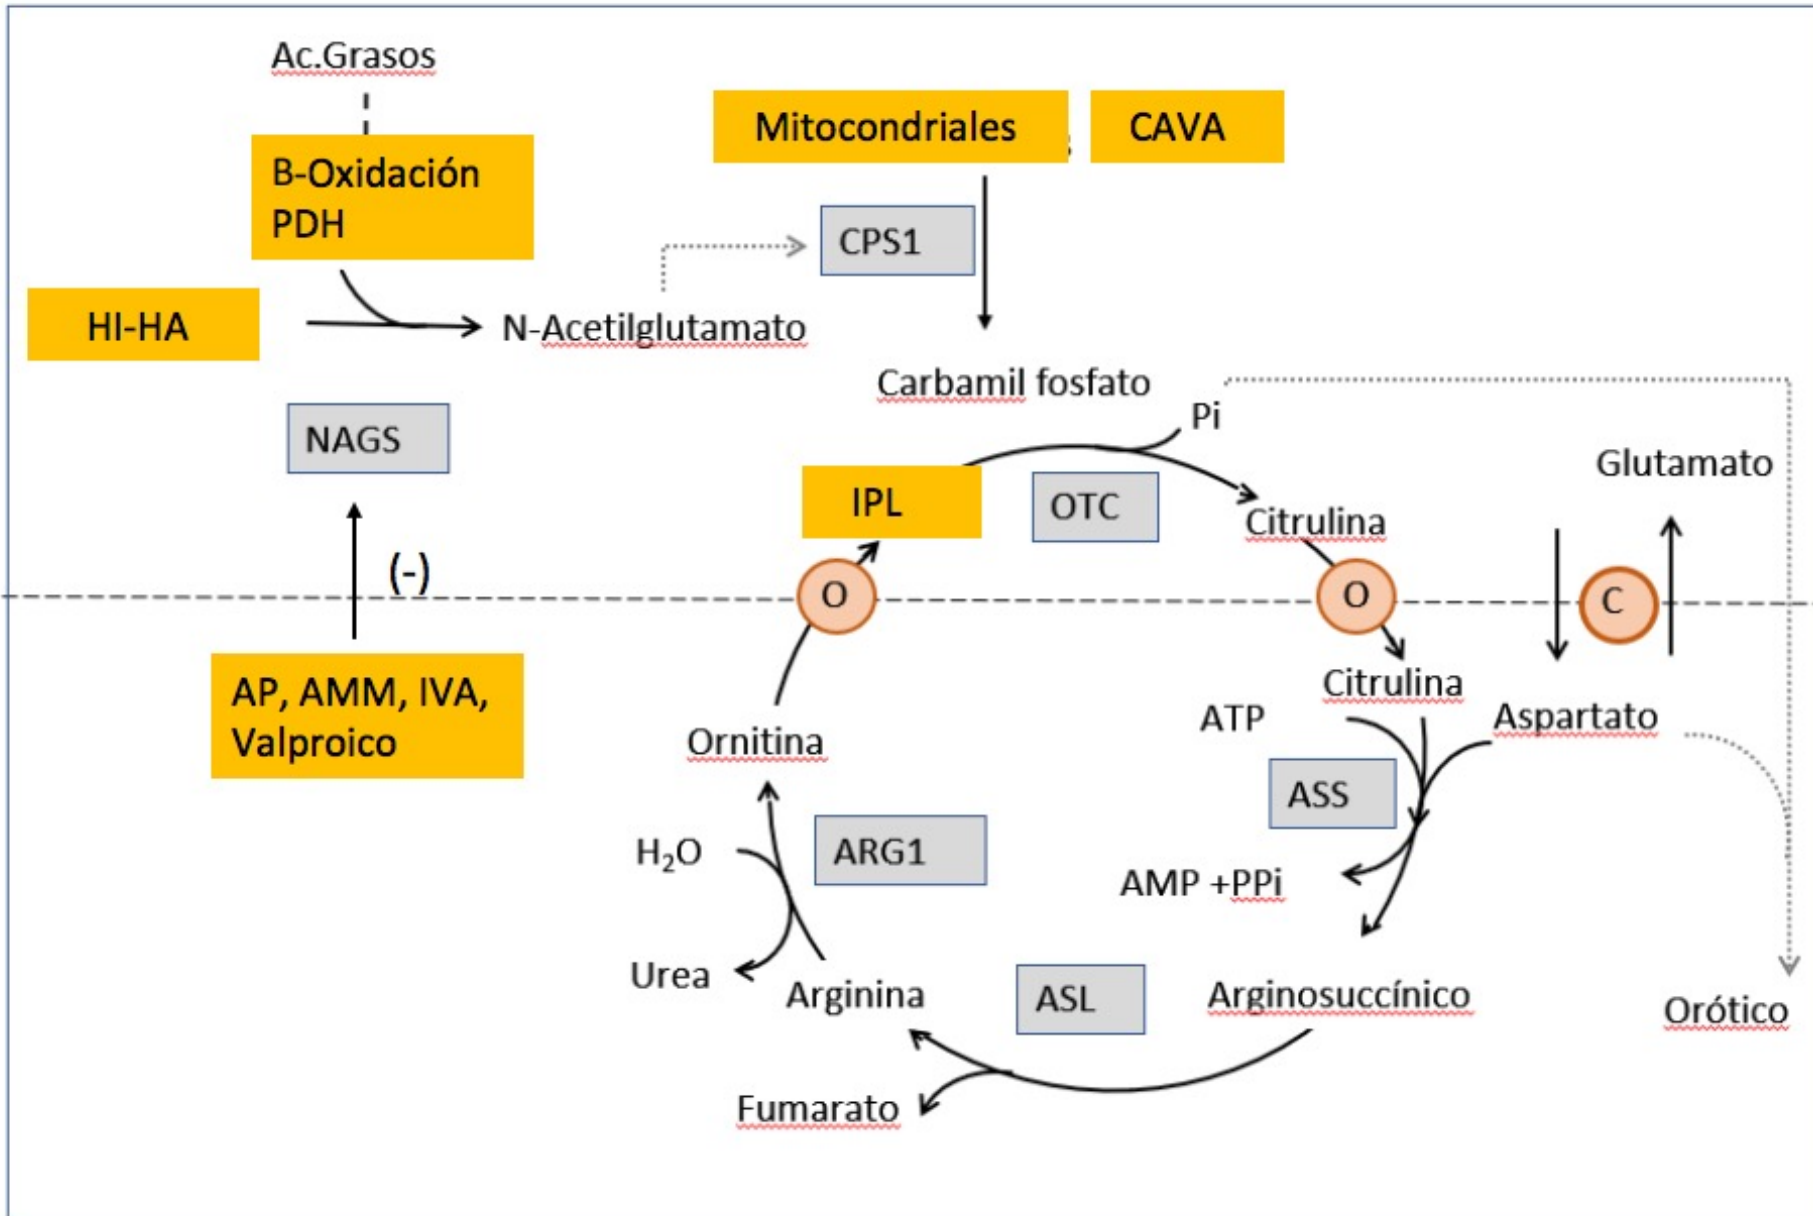 Ac.Grasos
Mitocondriales
CAVA
B-Oxidación
PDH
CPS1
HI-HA
N-Acetilglutamato
Carbamil fosfato
Pi
NAGS
Glutamato
IPL
OTC
Citrulina
(-)
O
O
C
AP, AMM, IVA,
Valproico
Citrulina
ATP
Aspartato
Ornitina
ASS
H₂O
ARG1
AMP +PPi
Urea
Arginina
ASL
Arginosuccínico
Orótico
Fumarato